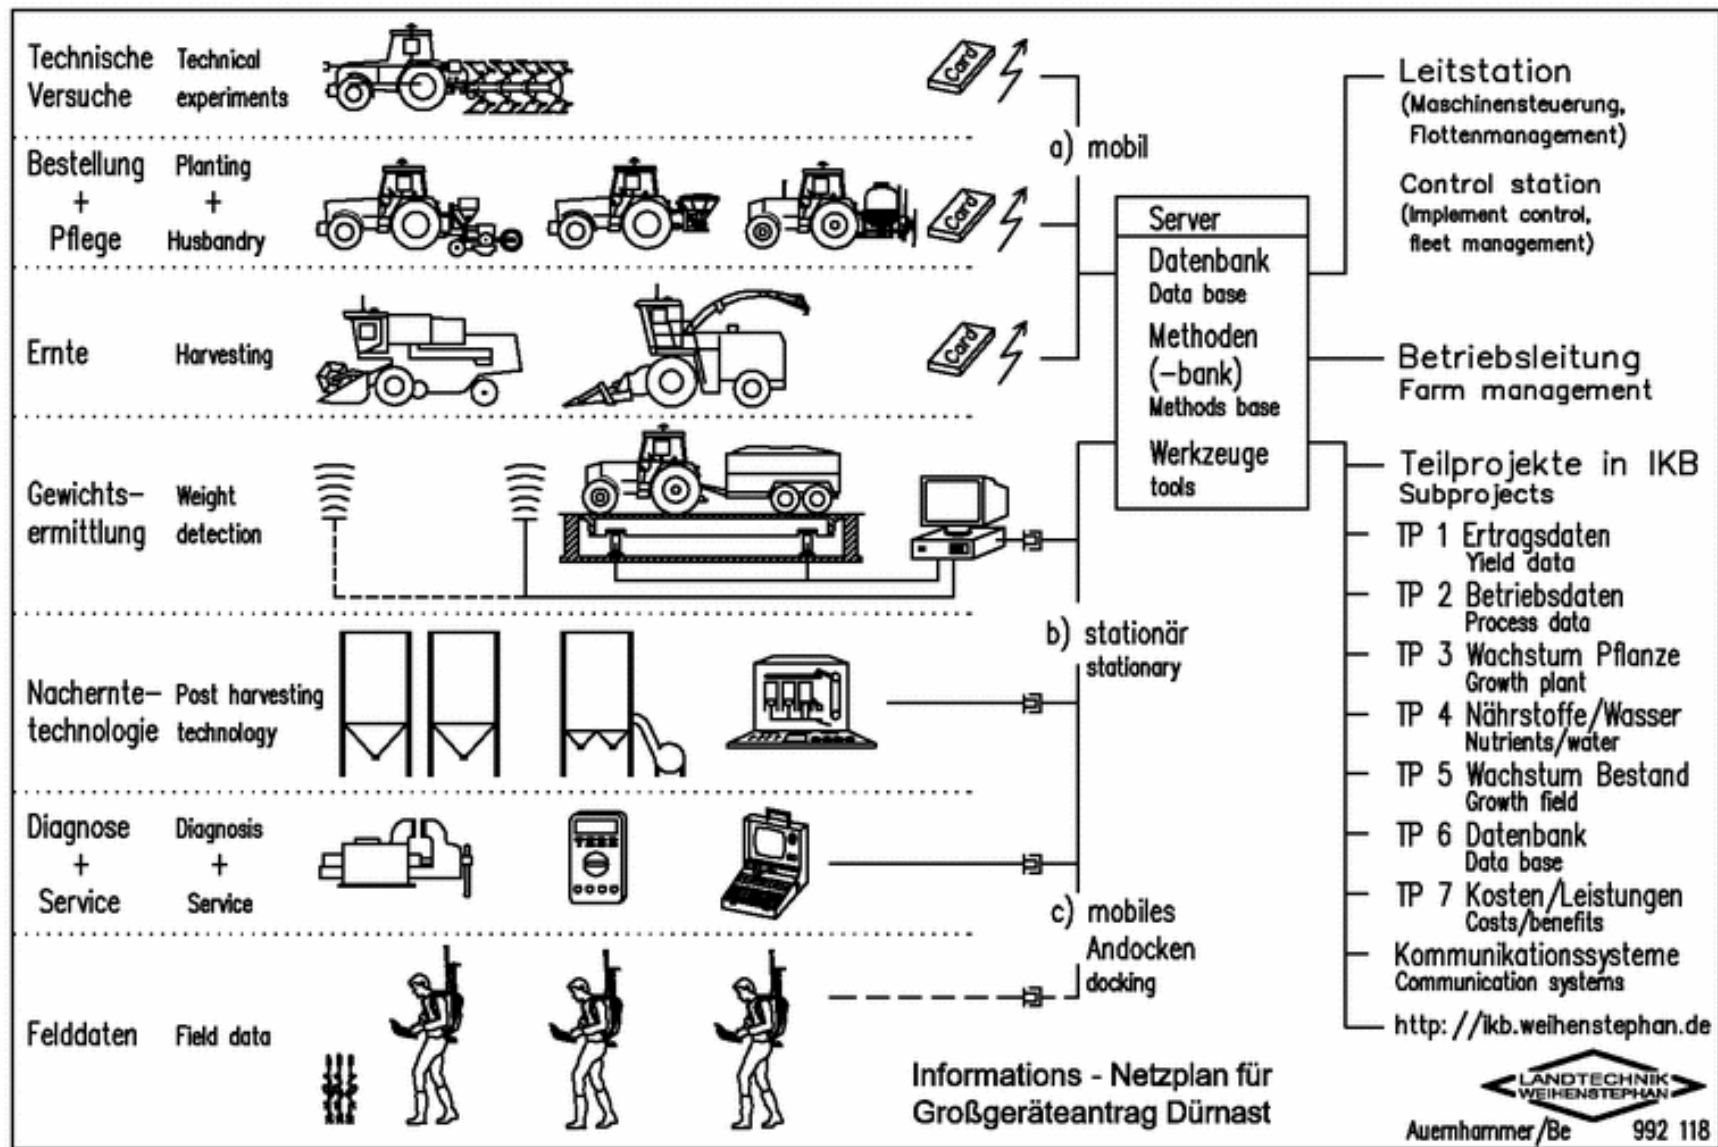 Technische Technical
Versuche experiments
Card
a) mobil
Bestellung Planting
+ +
Pflege Husbandry
Card
Ernte Harvesting
Card
Gewichts- Weight
ermittlung detection
b) stationär
stationary
Nachernte- Post harvesting
technologie technology
Diagnose Diagnosis
+ +
Service Service
c) mobiles
Andocken
docking
Felddaten Field data
Server
Datenbank
Data base
Methoden
(-bank)
Methods base
Werkzeuge
tools
Leitstation
(Maschinensteuerung,
Flottenmanagement)
Control station
(Implement control,
fleet management)
Betriebsleitung
Farm management
Teilprojekte in IKB
Subprojects
TP 1 Ertragsdaten
Yield data
TP 2 Betriebsdaten
Process data
TP 3 Wachstum Pflanze
Growth plant
TP 4 Nährstoffe/Wasser
Nutrients/water
TP 5 Wachstum Bestand
Growth field
TP 6 Datenbank
Data base
TP 7 Kosten/Leistungen
Costs/benefits
Kommunikationssysteme
Communication systems
http://ikb.weihenstephan.de
Informations - Netzplan für
Großgeräteantrag Dürnast
LANDTECHNIK
WEIHENSTEPHAN
Auernhammer/Be 992 118